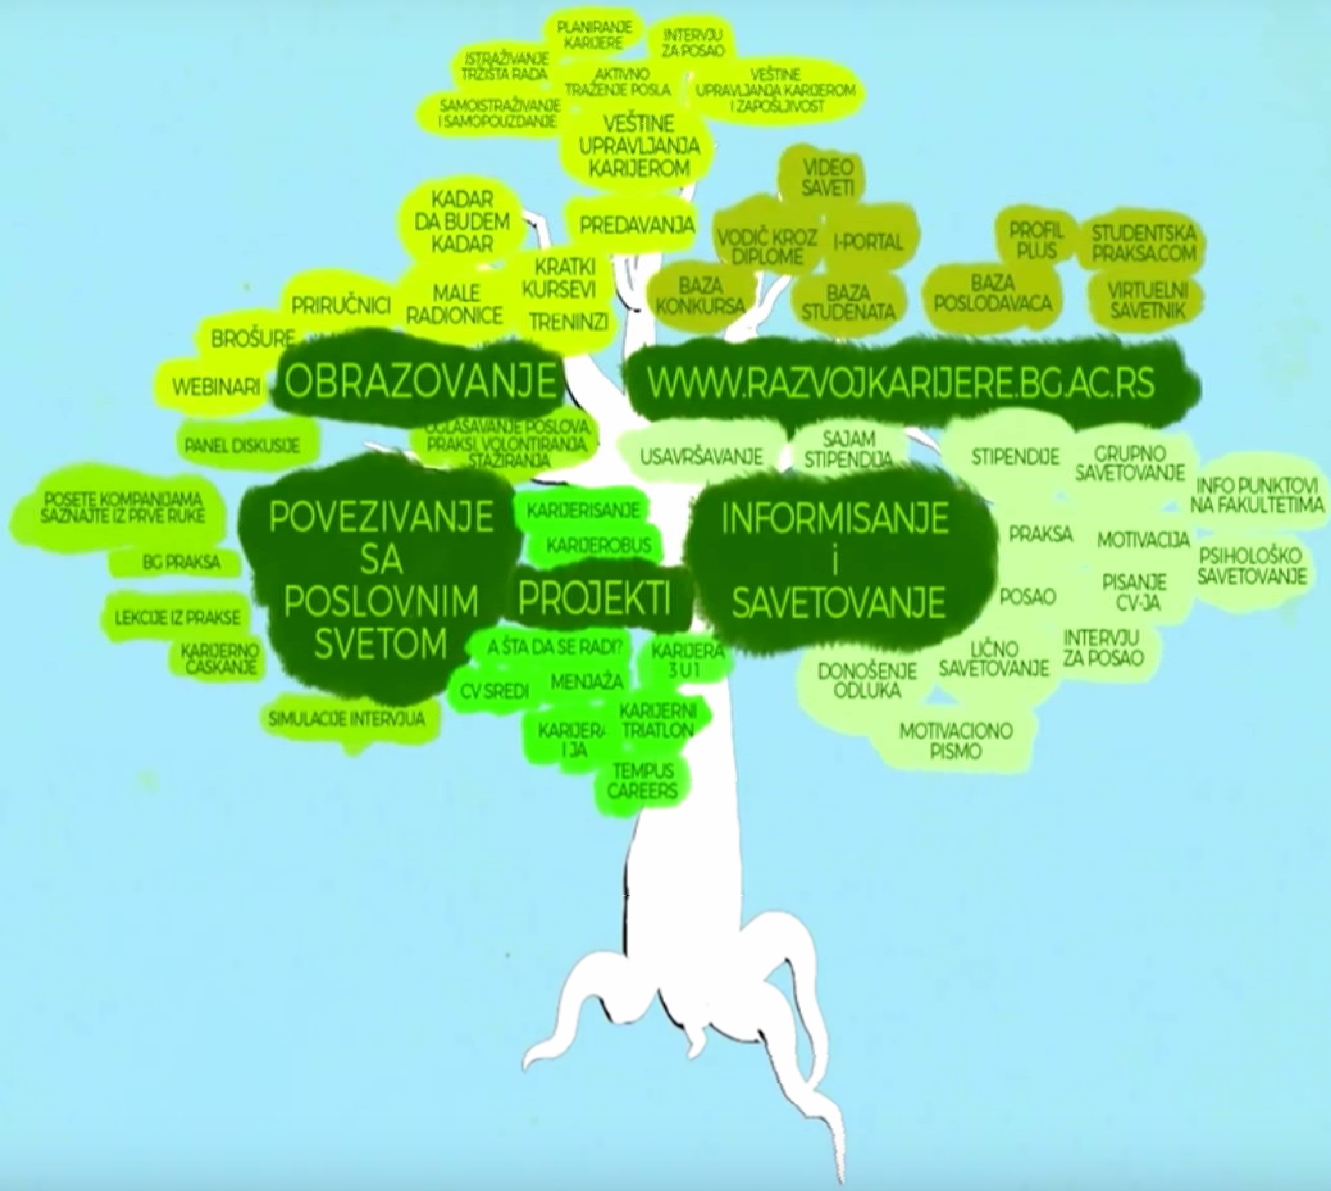 PLANIRANJE
KARIJERE
INTERVJU
ZA POSAO
ISTRAŽIVANJE
TRŽIŠTA RADA
AKTIVNO
TRAŽENJE POSLA
VEŠTINE
UPRAVLJANJA KARIJEROM
I ZAPOŠLJIVOST
SAMOISTRAŽIVANJE
I SAMOPOUZDANJE
VEŠTINE
UPRAVLJANJA
KARIJEROM
KADAR
DA BUDEM
KADAR
PREDAVANJA
KRATKI
KURSEVI
PRIRUČNICI
MALE
RADIONICE
TRENINZI
BROŠURE
WEBINARI
OBRAZOVANJE
VIDEO
SAVETI
VODIČ KROZ
DIPLOME
I-PORTAL
PROFIL
PLUS
STUDENTSKA
PRAKSA.COM
BAZA
KONKURSA
BAZA
STUDENATA
BAZA
POSLODAVACA
VIRTUELNI
SAVETNIK
WWW.RAZVOJKARIJERE.BG.AC.RS
PANEL DISKUSIJE
OGLAŠAVANJE POSLOVA
PRAKSI, VOLONTIRANJA
STAŽIRANJA
POSETE KOMPANIJAMA
SAZNAJTE IZ PRVE RUKE
BG PRAKSA
LEKCIJE IZ PRAKSE
KARIJERNO
ĆASKANJE
SIMULACIJE INTERVJUA
POVEZIVANJE
SA
POSLOVNIM
SVETOM
KARIJERISANJE
KARIJEROBUS
PROJEKTI
A ŠTA DA SE RADI?
KARIJERA
3 U 1
CV SREDI
MENJAŽA
KARIJERA
I JA
KARIJERNI
TRIATLON
TEMPUS
CAREERS
USAVRŠAVANJE
SAJAM
STIPENDIJA
STIPENDIJE
GRUPNO
SAVETOVANJE
INFO PUNKTOVI
NA FAKULTETIMA
INFORMISANJE
i
SAVETOVANJE
PRAKSA
MOTIVACIJA
PSIHOLOŠKO
SAVETOVANJE
POSAO
PISANJE
CV-JA
LIČNO
SAVETOVANJE
INTERVJU
ZA POSAO
DONOŠENJE
ODLUKA
MOTIVACIONO
PISMO